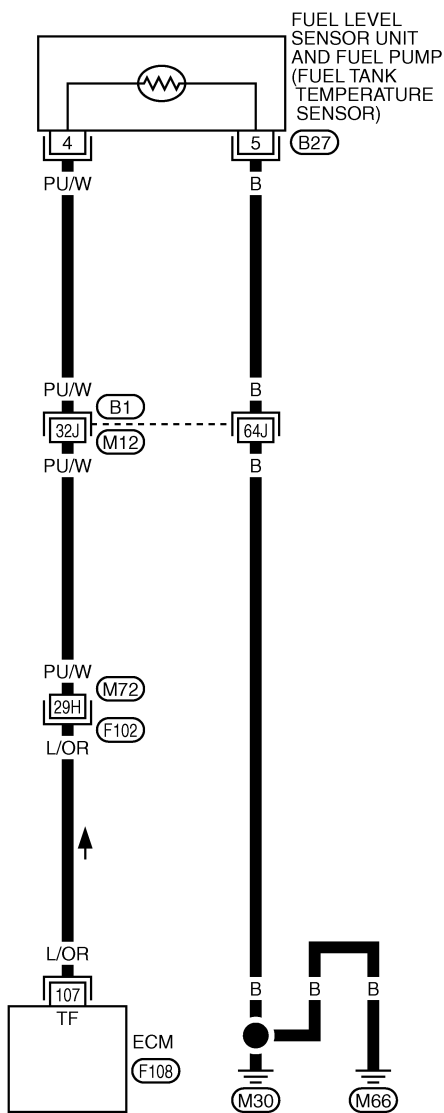 FUEL LEVEL
SENSOR UNIT
AND FUEL PUMP
(FUEL TANK
TEMPERATURE
SENSOR)
4
5
B27
PU/W
B
PU/W
B1
B
32J
64J
M12
PU/W
B
PU/W
M72
29H
F102
L/OR
L/OR
B
B
B
107
TF
ECM
F108
M30
M66